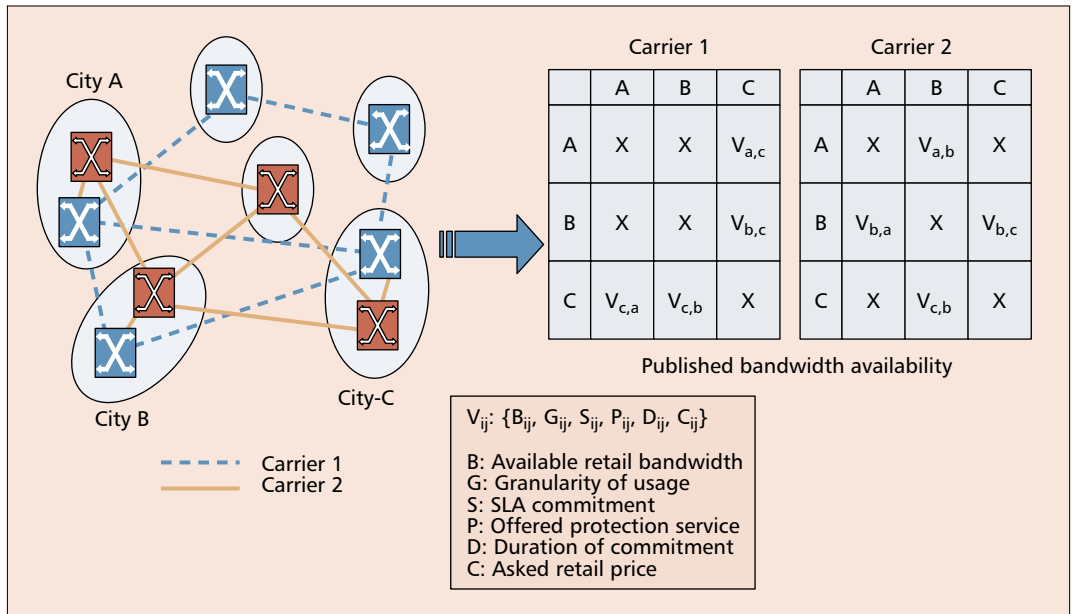 City A
City B
City-C
Carrier 1
Carrier 2
Carrier 1
A B C
A X X Va,c
B X X Vb,c
C Vc,a Vc,b X
Carrier 2
A B C
A X Va,b X
B Vb,a X Vb,c
C X Vc,b X
Published bandwidth availability
Vij: {Bij, Gij, Sij, Pij, Dij, Cij}
B: Available retail bandwidth
G: Granularity of usage
S: SLA commitment
P: Offered protection service
D: Duration of commitment
C: Asked retail price